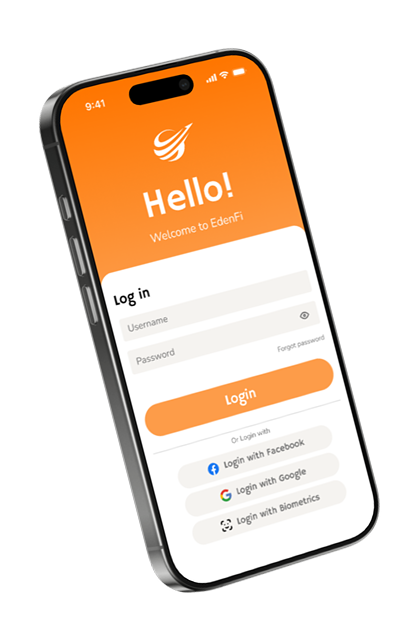 9:41
Hello!
Welcome to EdenFi
Log in
Username
Password
Forgot password
Login
Or Login with
Login with Facebook
Login with Google
Login with Biometrics